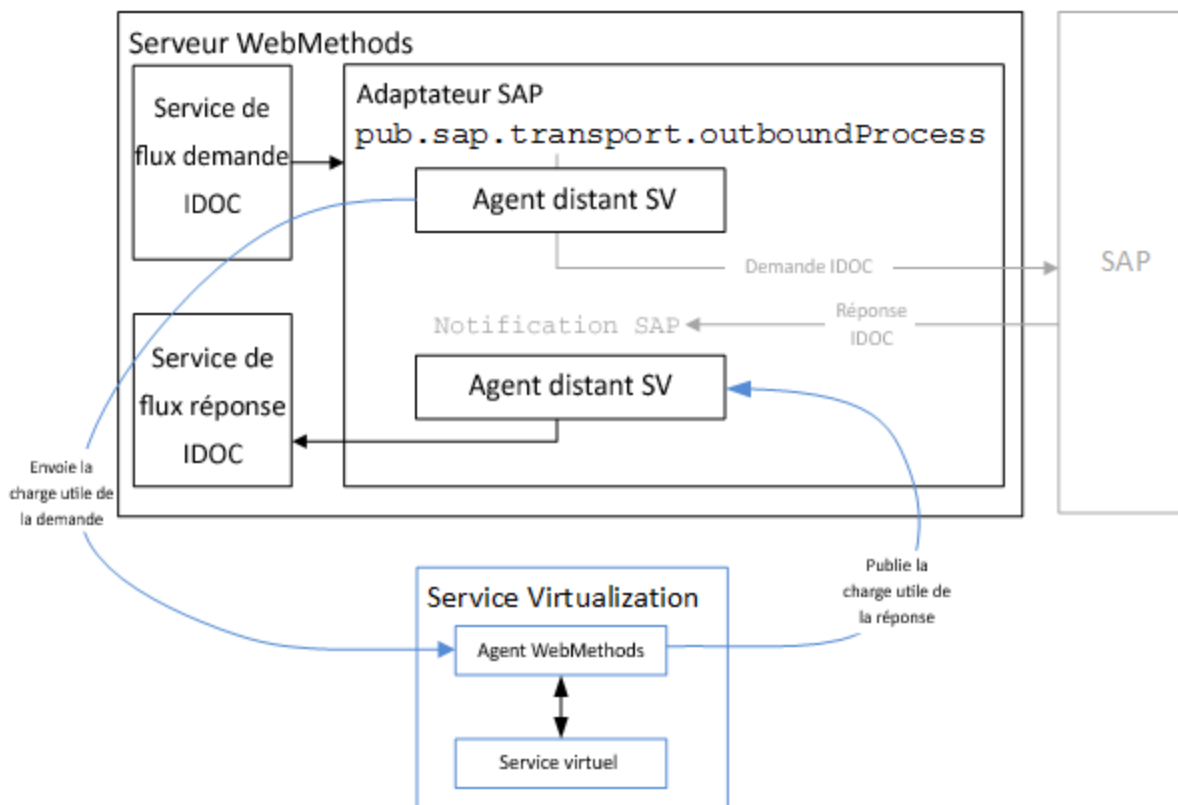 Serveur WebMethods
Service de
flux demande
IDOC
Adaptateur SAP
pub.sap.transport.outboundProcess
Agent distant SV
Demande IDOC
SAP
Réponse
IDOC
Notification SAP
Agent distant SV
Service de
flux réponse
IDOC
Envoie la
charge utile de
la demande
Publie la
charge utile de
la réponse
Service Virtualization
Agent WebMethods
Service virtuel